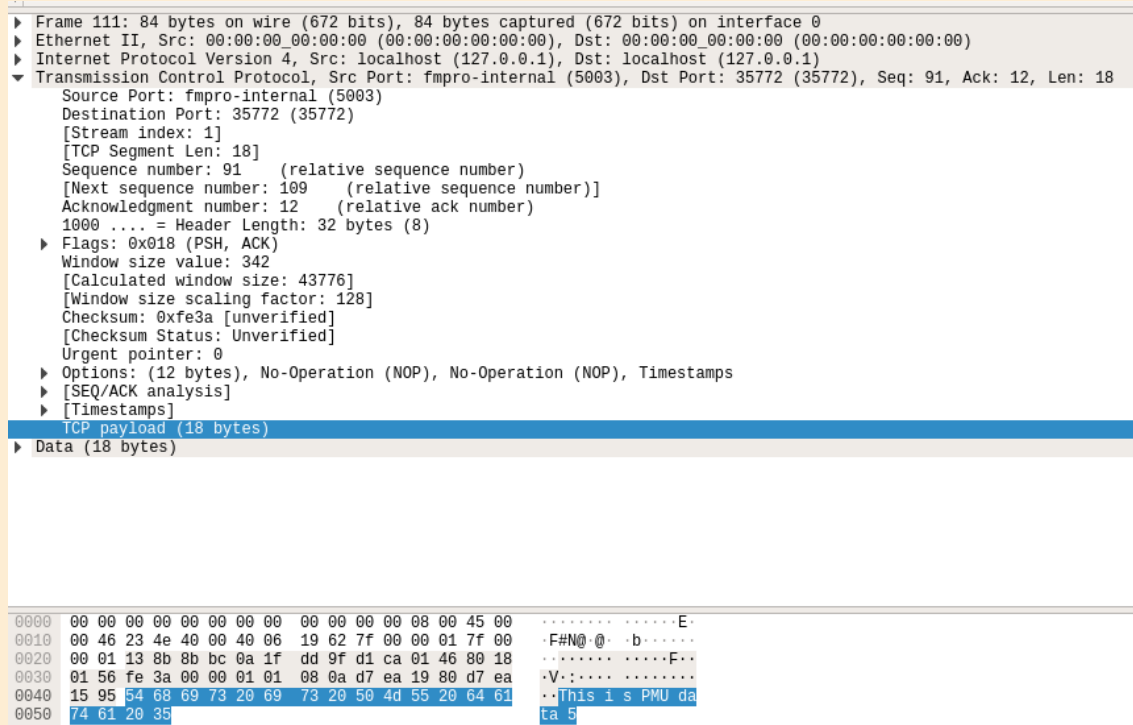 Frame 111: 84 bytes on wire (672 bits), 84 bytes captured (672 bits) on interface 0
Ethernet II, Src: 00:00:00_00:00:00 (00:00:00:00:00:00), Dst: 00:00:00_00:00:00 (00:00:00:00:00:00)
Internet Protocol Version 4, Src: localhost (127.0.0.1), Dst: localhost (127.0.0.1)
Transmission Control Protocol, Src Port: fmpro-internal (5003), Dst Port: 35772 (35772), Seq: 91, Ack: 12, Len: 18
Source Port: fmpro-internal (5003)
Destination Port: 35772 (35772)
[Stream index: 1]
[TCP Segment Len: 18]
Sequence number: 91    (relative sequence number)
[Next sequence number: 109    (relative sequence number)]
Acknowledgment number: 12    (relative ack number)
1000 .... = Header Length: 32 bytes (8)
Flags: 0x018 (PSH, ACK)
Window size value: 342
[Calculated window size: 43776]
[Window size scaling factor: 128]
Checksum: 0xfe3a [unverified]
[Checksum Status: Unverified]
Urgent pointer: 0
Options: (12 bytes), No-Operation (NOP), No-Operation (NOP), Timestamps
[SEQ/ACK analysis]
[Timestamps]
TCP payload (18 bytes)
Data (18 bytes)
0000  00 00 00 00 00 00 00 00  00 00 00 00 08 00 45 00   ········ ······E·
0010  00 46 23 4e 40 00 40 06  19 62 7f 00 00 01 7f 00   ·F#N@·@· ·b······
0020  00 01 13 8b 8b bc 0a 1f  dd 9f d1 ca 01 46 80 18   ········ ·····F··
0030  01 56 fe 3a 00 00 01 01  08 0a d7 ea 19 80 d7 ea   ·V·:···· ········
0040  15 95 54 68 69 73 20 69  73 20 50 4d 55 20 64 61   ··This i s PMU da
0050  74 61 20 35   ta 5